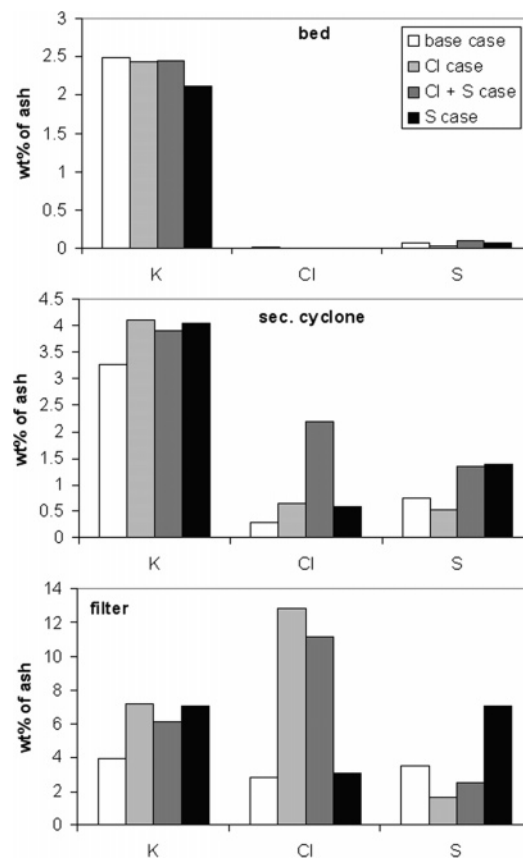 bed
base case
Cl case
Cl + S case
S case
wt% of ash
3
2.5
2
1.5
1
0.5
0
K Cl S
sec. cyclone
wt% of ash
4.5
4
3.5
3
2.5
2
1.5
1
0.5
0
K Cl S
filter
wt% of ash
14
12
10
8
6
4
2
0
K Cl S